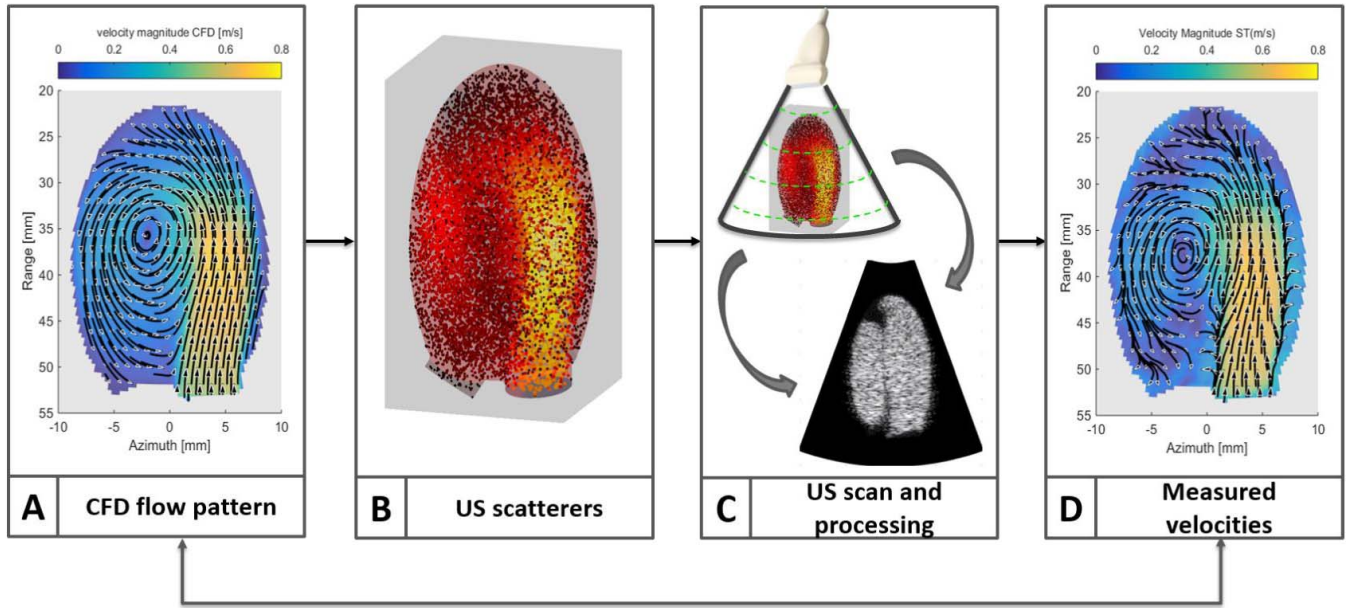 velocity magnitude CFD [m/s]
0 0.2 0.4 0.6 0.8
20
25
30
35
40
45
50
55
Range [mm]
-10 -5 0 5 10
Azimuth [mm]
A CFD flow pattern
B US scatterers
C US scan and
processing
Velocity Magnitude ST(m/s)
0 0.2 0.4 0.6 0.8
20
25
30
35
40
45
50
55
Range [mm]
-10 -5 0 5 10
Azimuth [mm]
D Measured
velocities